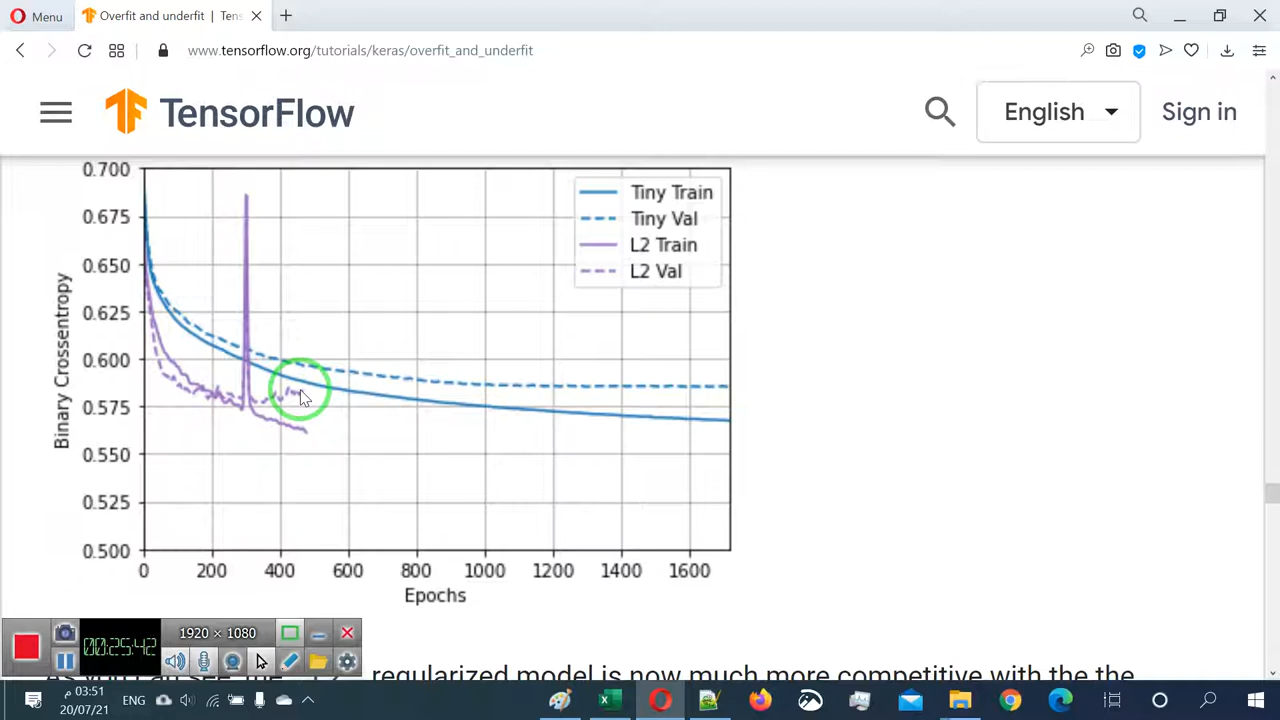 Menu
Overfit and underfit | Tens
www.tensorflow.org/tutorials/keras/overfit_and_underfit
TensorFlow
English
Sign in
0.700
0.675
0.650
0.625
0.600
0.575
0.550
0.525
0.500
Binary Crossentropy
Tiny Train
Tiny Val
L2 Train
L2 Val
0 200 400 600 800 1000 1200 1400 1600
Epochs
1920 × 1080
00:25:42
regularized model is now much more competitive with the the
ENG
03:51 م
20/07/21